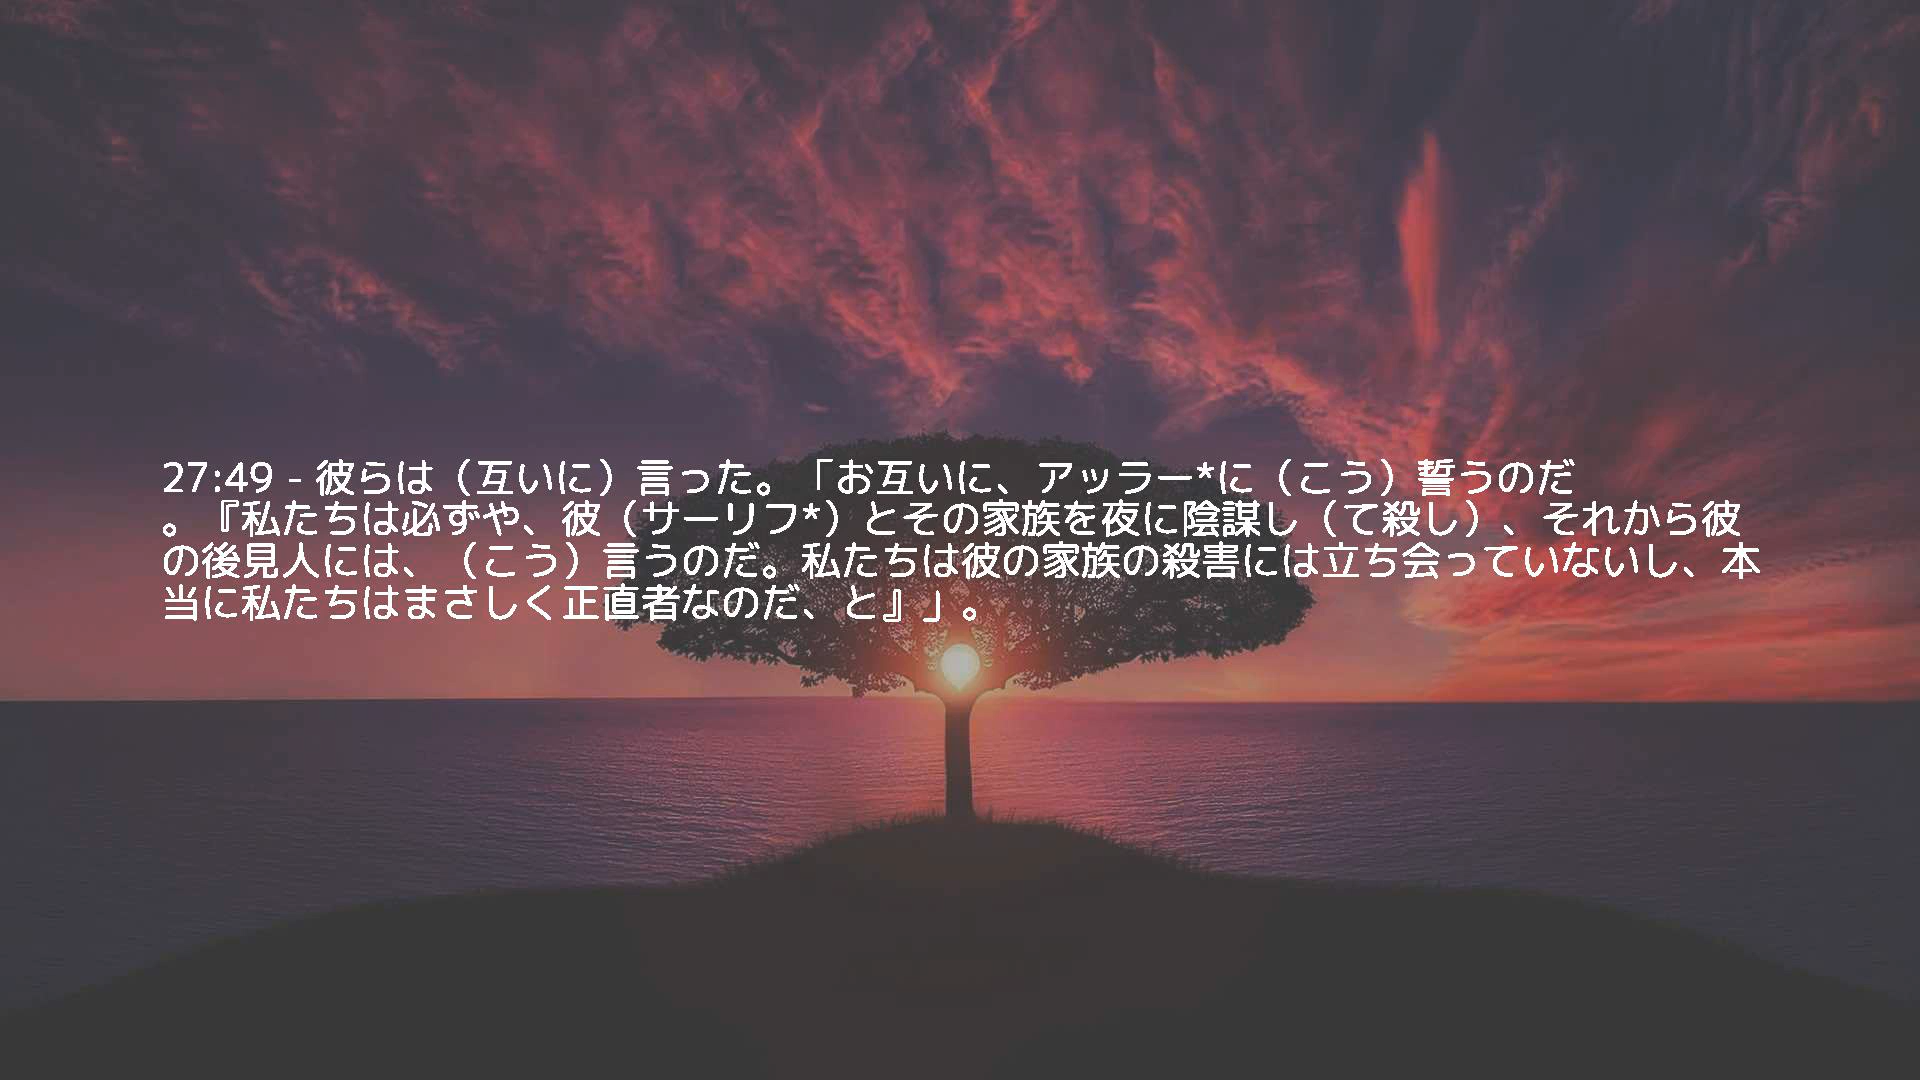 27:49 - 彼らは（互いに）言った。「お互いに、アッラー*に（こう）誓うのだ
。『私たちは必ずや、彼（サーリフ*）とその家族を夜に陰謀し（て殺し）、それから彼
の後見人には、（こう）言うのだ。私たちは彼の家族の殺害には立ち会っていないし、本
当に私たちはまさしく正直者なのだ、と』」。